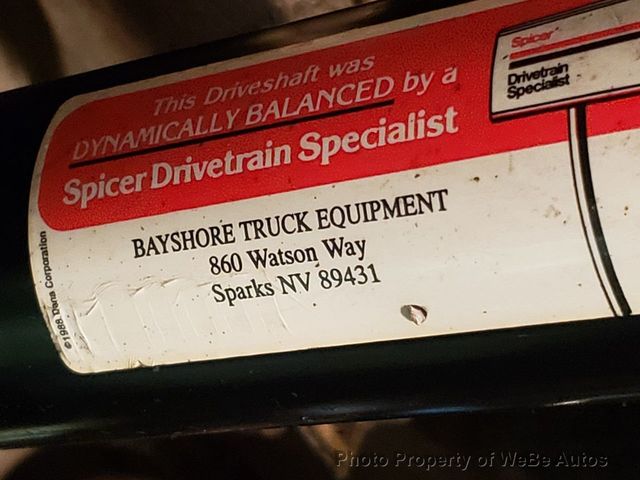 This Driveshaft was
DYNAMICALLY BALANCED by a
Spicer Drivetrain Specialist
Spicer
Drivetrain
Specialist
BAYSHORE TRUCK EQUIPMENT
860 Watson Way
Sparks NV 89431
©1988 Dana Corporation
Photo Property of WeBe Autos